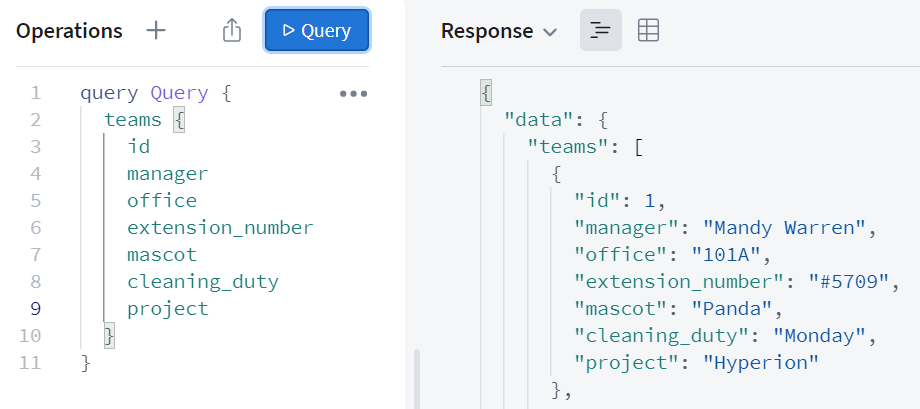 Operations
Query
1 query Query {
2 teams {
3 id
4 manager
5 office
6 extension_number
7 mascot
8 cleaning_duty
9 project
10 }
11 }
Response
{
"data": {
"teams": [
{
"id": 1,
"manager": "Mandy Warren",
"office": "101A",
"extension_number": "#5709",
"mascot": "Panda",
"cleaning_duty": "Monday",
"project": "Hyperion"
},